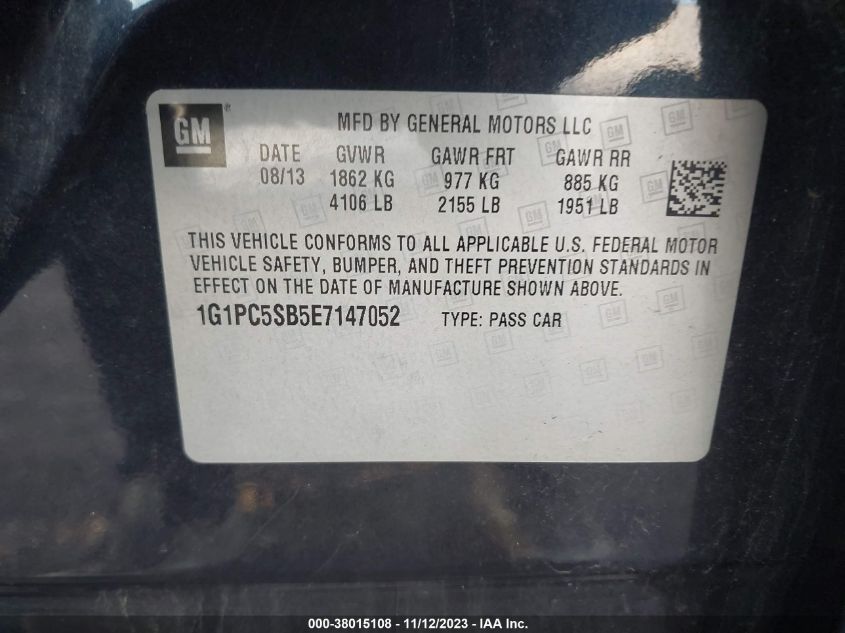 GM ®
MFD BY GENERAL MOTORS LLC
DATE GVWR GAWR FRT GAWR RR
08/13 1862 KG 977 KG 885 KG
4106 LB 2155 LB 1951 LB
THIS VEHICLE CONFORMS TO ALL APPLICABLE U.S. FEDERAL MOTOR
VEHICLE SAFETY, BUMPER, AND THEFT PREVENTION STANDARDS IN
EFFECT ON THE DATE OF MANUFACTURE SHOWN ABOVE.
1G1PC5SB5E7147052 TYPE: PASS CAR
000-38015108 - 11/12/2023 - IAA Inc.